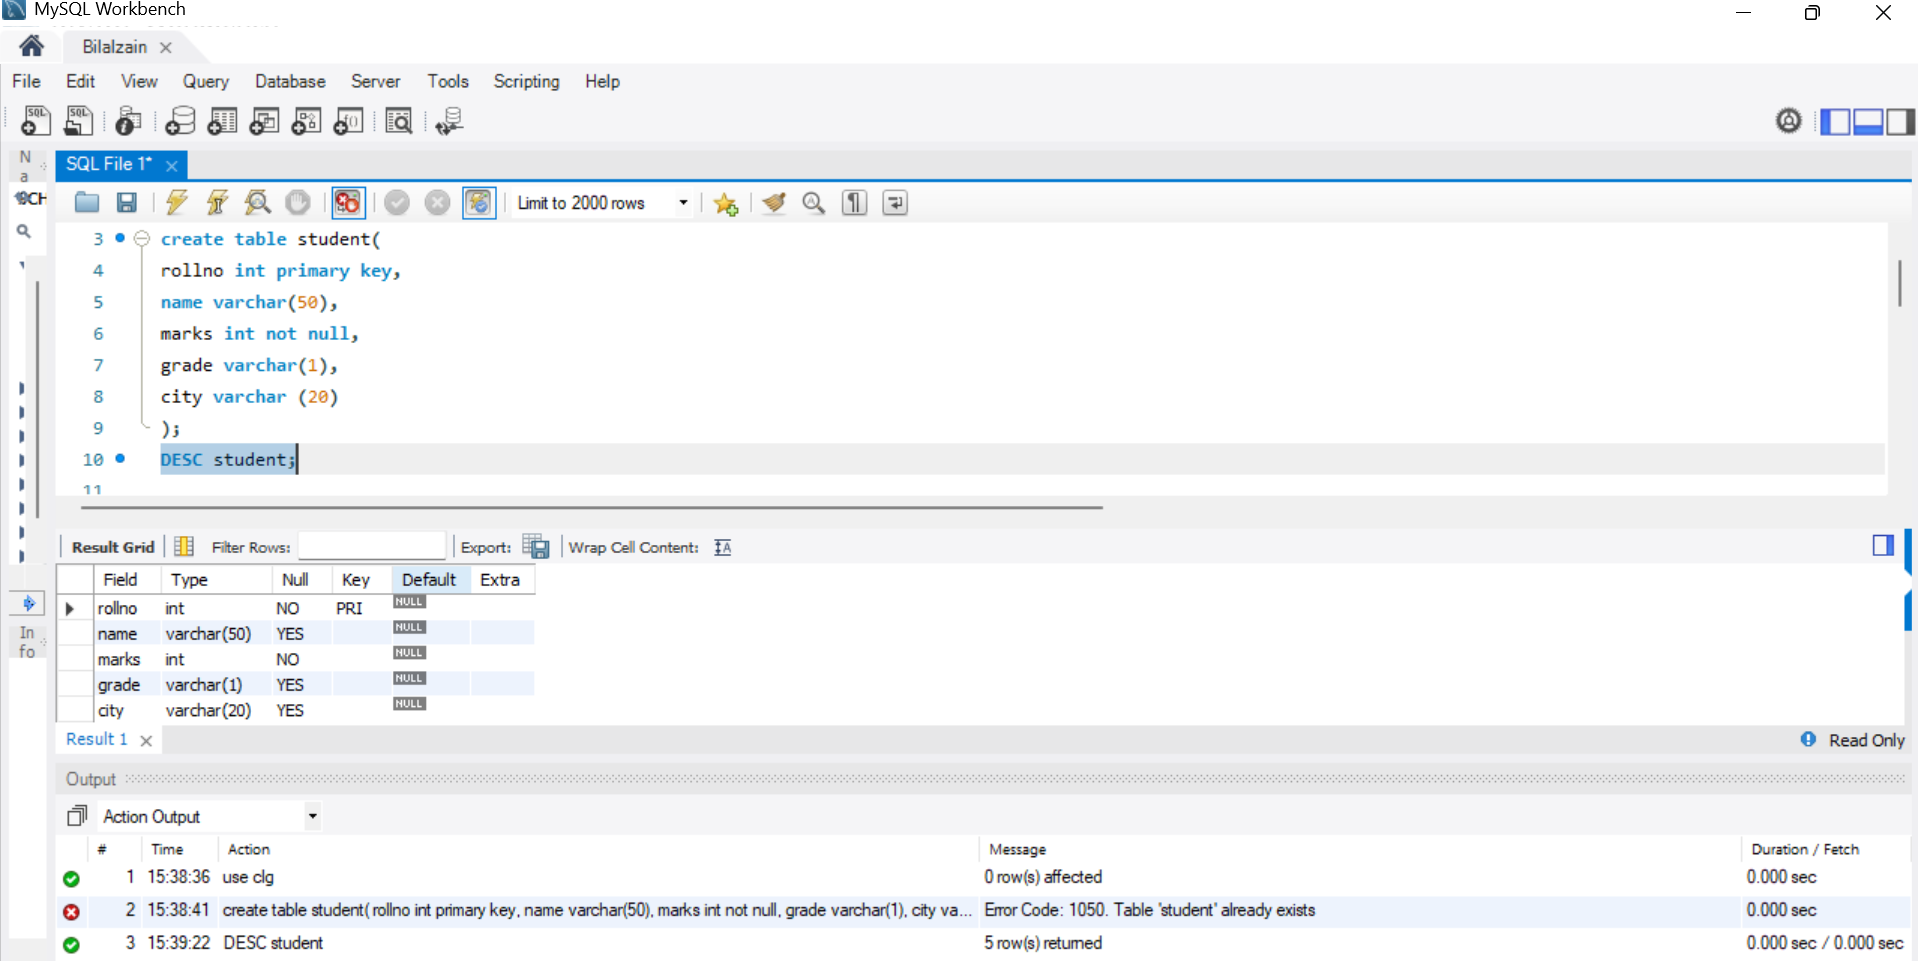 MySQL Workbench
Bilalzain
File Edit View Query Database Server Tools Scripting Help
N
a
SQL File 1*
SCH
Limit to 2000 rows
3 create table student(
4 rollno int primary key,
5 name varchar(50),
6 marks int not null,
7 grade varchar(1),
8 city varchar (20)
9 );
10 DESC student;
11
Result Grid Filter Rows: Export: Wrap Cell Content:
Field Type Null Key Default Extra
rollno int NO PRI NULL
name varchar(50) YES NULL
marks int NO NULL
grade varchar(1) YES NULL
city varchar(20) YES NULL
In
fo
Result 1 Read Only
Output
Action Output
# Time Action Message Duration / Fetch
1 15:38:36 use clg 0 row(s) affected 0.000 sec
2 15:38:41 create table student( rollno int primary key, name varchar(50), marks int not null, grade varchar(1), city va... Error Code: 1050. Table 'student' already exists 0.000 sec
3 15:39:22 DESC student 5 row(s) returned 0.000 sec / 0.000 sec